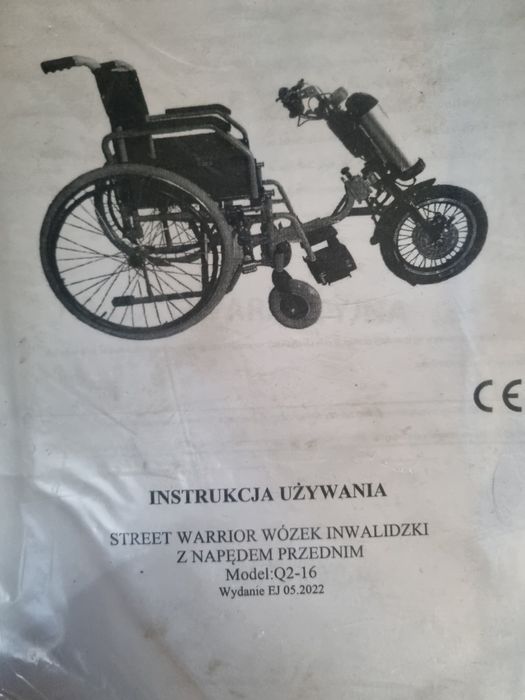 CE
INSTRUKCJA UŻYWANIA
STREET WARRIOR WÓZEK INWALIDZKI
Z NAPĘDEM PRZEDNIM
Model:Q2-16
Wydanie EJ 05.2022